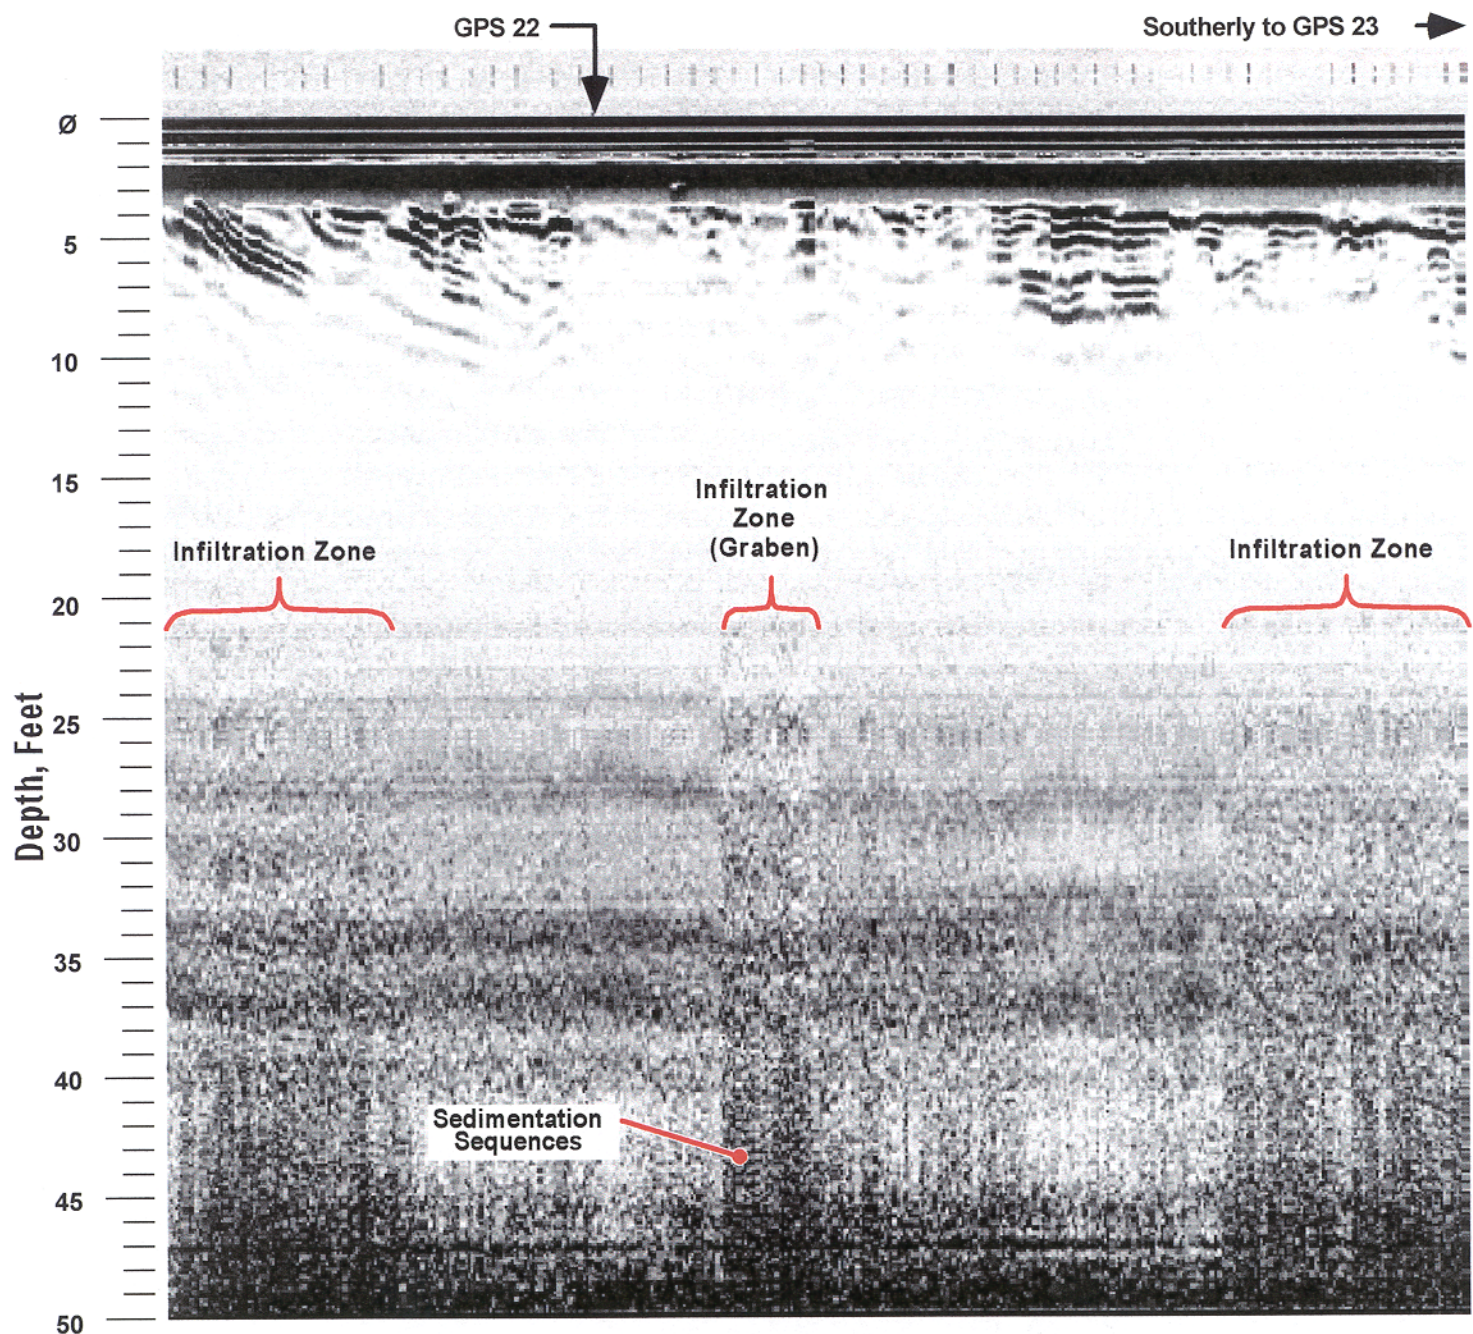 GPS 22
Southerly to GPS 23
Ø
5
10
15
Infiltration
Zone
(Graben)
Infiltration Zone
Infiltration Zone
20
25
Depth, Feet
30
35
40
Sedimentation
Sequences
45
50